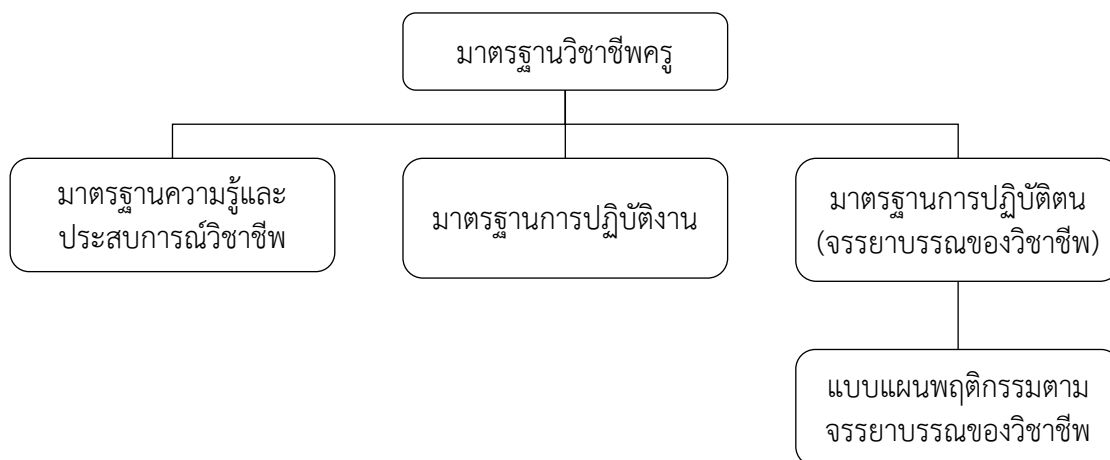 มาตรฐานวิชาชีพครู
มาตรฐานความรู้และ
ประสบการณ์วิชาชีพ
มาตรฐานการปฏิบัติงาน
มาตรฐานการปฏิบัติตน
(จรรยาบรรณของวิชาชีพ)
แบบแผนพฤติกรรมตาม
จรรยาบรรณของวิชาชีพ